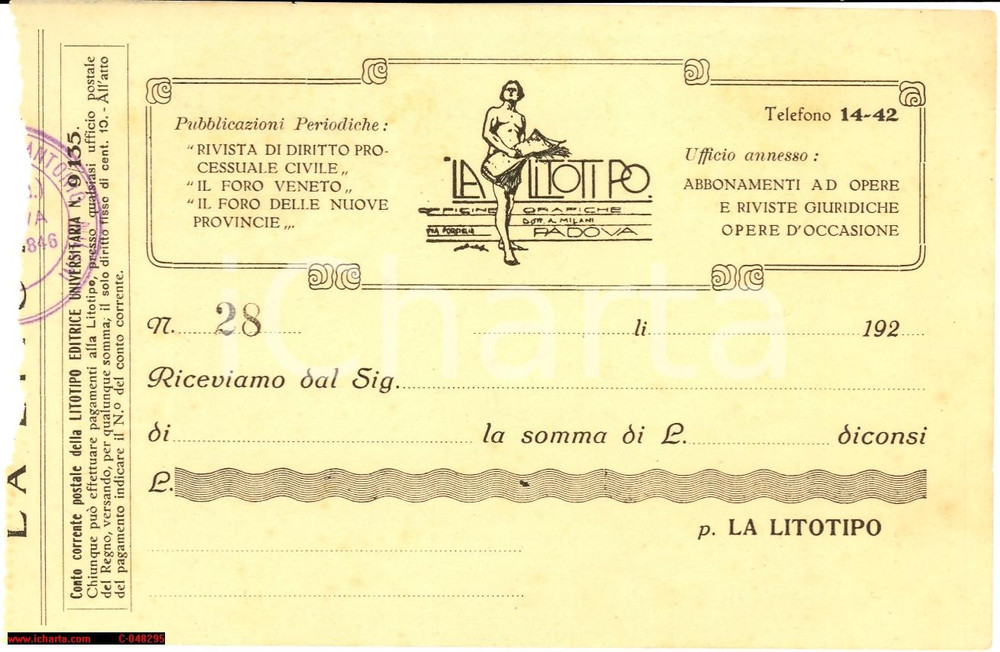 Pubblicazioni Periodiche:
"RIVISTA DI DIRITTO PRO-
CESSUALE CIVILE„
"IL FORO VENETO„
"IL FORO DELLE NUOVE
PROVINCIE„.
LA LITOTIPO
OFFICINE GRAFICHE
DOTT. A. MILANI
PADOVA
Telefono 14-42
Ufficio annesso:
ABBONAMENTI AD OPERE
E RIVISTE GIURIDICHE
OPERE D'OCCASIONE
N. 28 li 192
Riceviamo dal Sig.
di la somma di L. diconsi
L.
p. LA LITOTIPO
Conto corrente postale della LITOTIPO EDITRICE UNIVERSITARIA N. 9,135.
Chiunque può effettuare pagamenti alla Litotipo, presso qualsiasi ufficio postale
del Regno, versando, per qualunque somma; il solo diritto fisso di cent. 10. - All'atto
del pagamento indicare il N.º del conto corrente.
846
iCharta
www.icharta.com C-048295